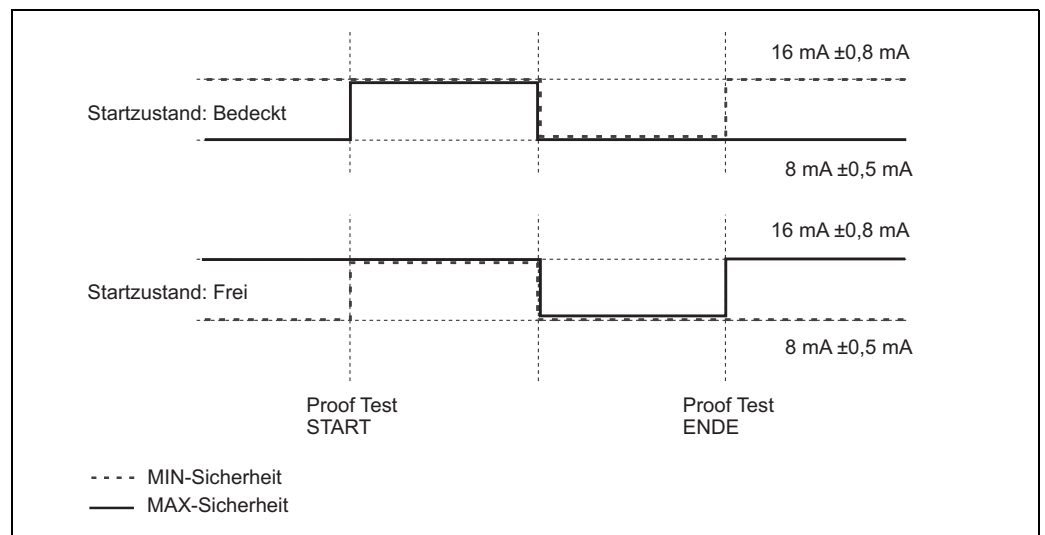 16 mA ±0,8 mA
Startzustand: Bedeckt
8 mA ±0,5 mA
16 mA ±0,8 mA
Startzustand: Frei
8 mA ±0,5 mA
Proof Test
START
Proof Test
ENDE
MIN-Sicherheit
MAX-Sicherheit